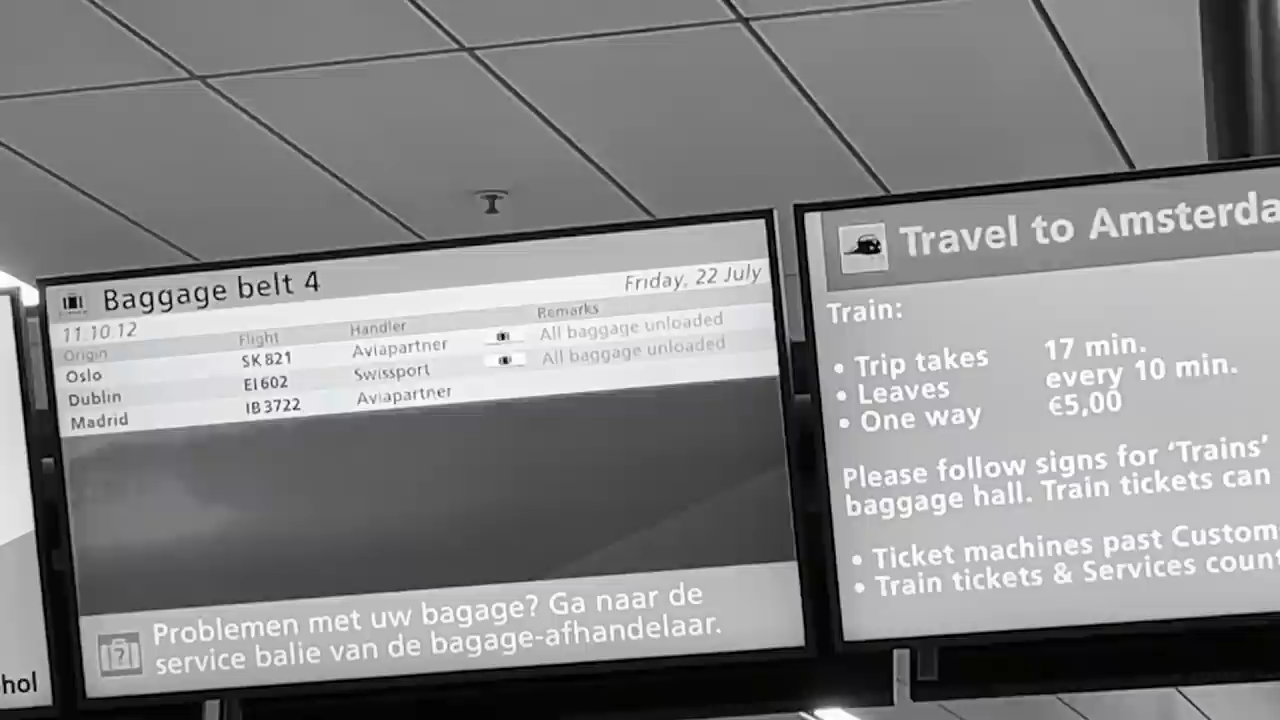 Baggage belt 4
Friday, 22 July
11:10:12
Origin Flight Handler Remarks
Oslo SK 821 Aviapartner All baggage unloaded
Dublin EI 602 Swissport All baggage unloaded
Madrid IB 3722 Aviapartner
Problemen met uw bagage? Ga naar de
service balie van de bagage-afhandelaar.
hol
Travel to Amsterda
Train:
• Trip takes 17 min.
• Leaves every 10 min.
• One way €5,00
Please follow signs for ‘Trains’
baggage hall. Train tickets can
• Ticket machines past Custom
• Train tickets & Services coun